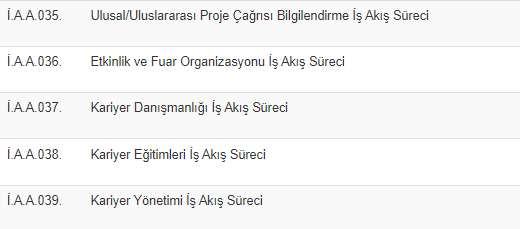 İ.A.A.035. Ulusal/Uluslararası Proje Çağrısı Bilgilendirme İş Akış Süreci
İ.A.A.036. Etkinlik ve Fuar Organizasyonu İş Akış Süreci
İ.A.A.037. Kariyer Danışmanlığı İş Akış Süreci
İ.A.A.038. Kariyer Eğitimleri İş Akış Süreci
İ.A.A.039. Kariyer Yönetimi İş Akış Süreci